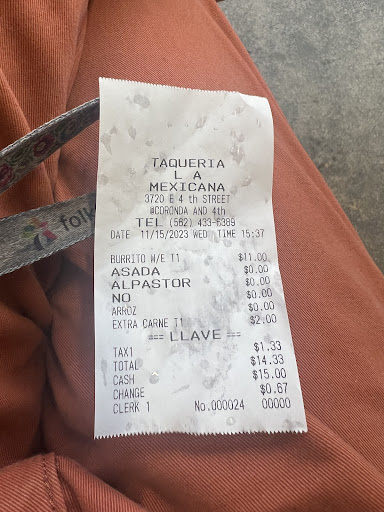 TAQUERIA
L A
MEXICANA
3720 E 4 th STREET
@CORONDA AND 4th
TEL (562) 433-6389
DATE 11/15/2023 WED TIME 15:37
BURRITO W/E T1 $11.00
ASADA $0.00
ALPASTOR $0.00
NO $0.00
ARROZ $0.00
EXTRA CARNE T1 $2.00
=== LLAVE ===
TAX1 $1.33
TOTAL $14.33
CASH $15.00
CHANGE $0.67
CLERK 1 No.000024 00000
folk